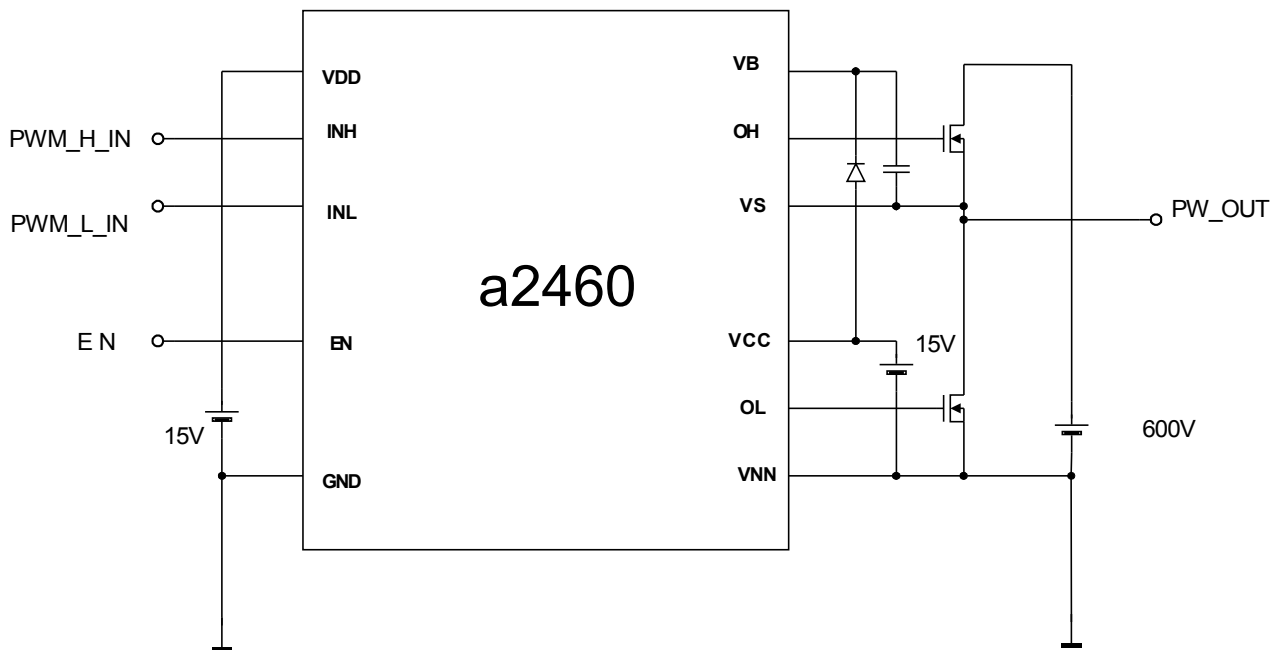 VDD
VB
PWM_H_IN
INH
OH
PWM_L_IN
INL
VS
PW_OUT
a2460
E N
EN
VCC
15V
OL
15V
600V
GND
VNN